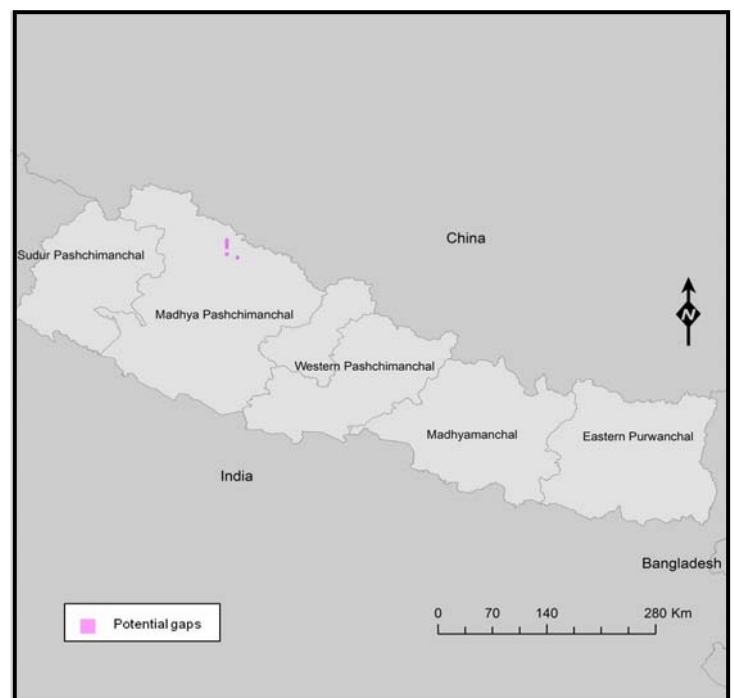 China
Sudur Pashchimanchal
Madhya Pashchimanchal
N
Western Pashchimanchal
Madhyamanchal
Eastern Purwanchal
India
Bangladesh
Potential gaps
0 70 140 280 Km